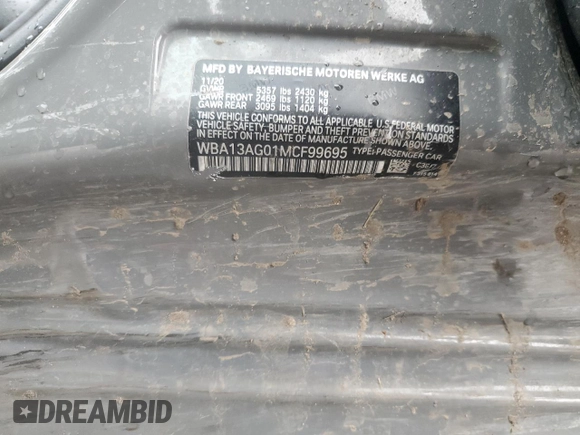 MFD BY BAYERISCHE MOTOREN WERKE AG
11/20
GVWR 5357 lbs 2430 kg
GAWR FRONT 2469 lbs 1120 kg
GAWR REAR 3095 lbs 1404 kg
THIS VEHICLE CONFORMS TO ALL APPLICABLE U.S. FEDERAL MOTOR
VEHICLE SAFETY, BUMPER, AND THEFT PREVENTION STANDARDS
IN EFFECT ON THE DATE OF MANUFACTURE SHOWN ABOVE.
WBA13AG01MCF99695 TYPE: PASSENGER CAR
DREAMBID